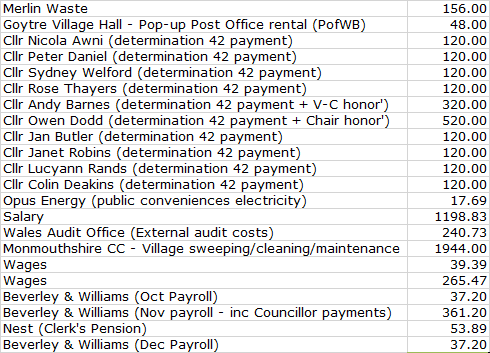 Merlin Waste 156.00
Goytre Village Hall - Pop-up Post Office rental (PofWB) 48.00
Cllr Nicola Awni (determination 42 payment) 120.00
Cllr Peter Daniel (determination 42 payment) 120.00
Cllr Sydney Welford (determination 42 payment) 120.00
Cllr Rose Thayers (determination 42 payment) 120.00
Cllr Andy Barnes (determination 42 payment + V-C honor') 320.00
Cllr Owen Dodd (determination 42 payment + Chair honor') 520.00
Cllr Jan Butler (determination 42 payment) 120.00
Cllr Janet Robins (determination 42 payment) 120.00
Cllr Lucyann Rands (determination 42 payment) 120.00
Cllr Colin Deakins (determination 42 payment) 120.00
Opus Energy (public conveniences electricity) 17.69
Salary 1198.83
Wales Audit Office (External audit costs) 240.73
Monmouthshire CC - Village sweeping/cleaning/maintenance 1944.00
Wages 39.39
Wages 265.47
Beverley & Williams (Oct Payroll) 37.20
Beverley & Williams (Nov payroll - inc Councillor payments) 361.20
Nest (Clerk's Pension) 53.89
Beverley & Williams (Dec Payroll) 37.20